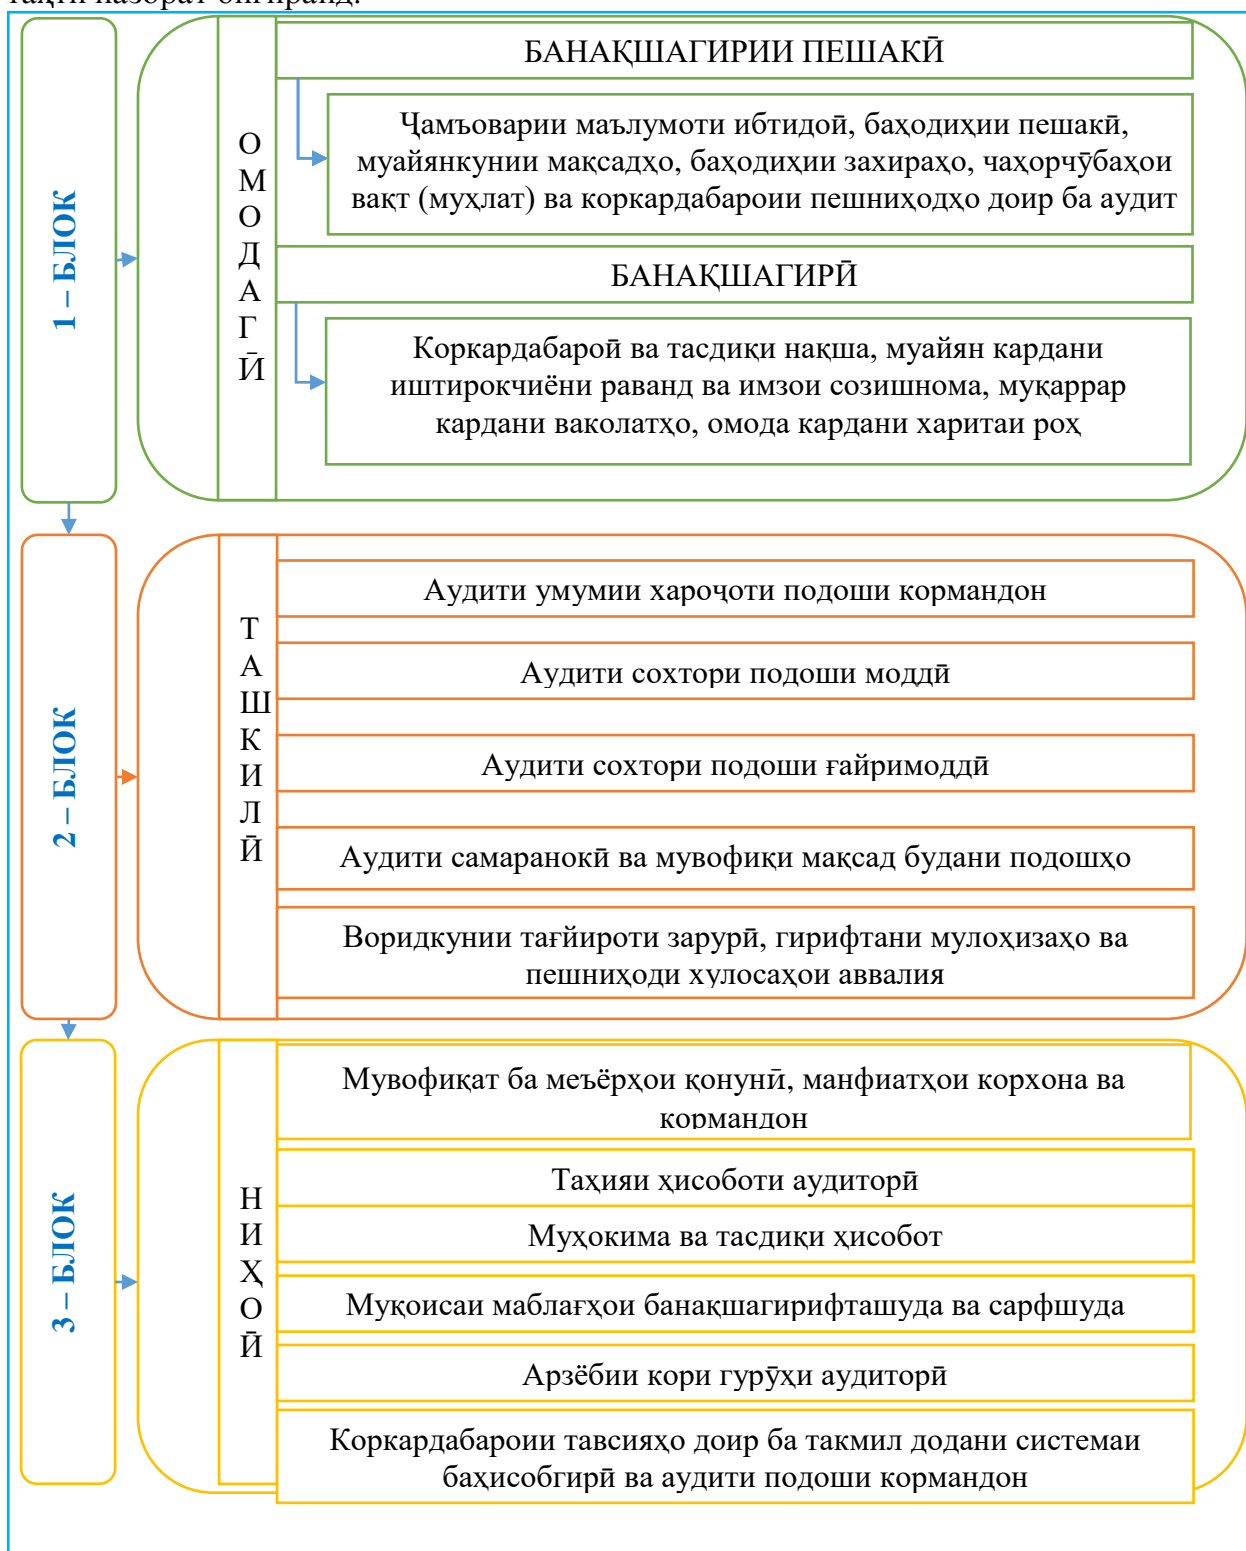 1 – БЛОК
ОМОДАГӢ
БАНАҚШАГИРИИ ПЕШАКӢ
Ҷамъоварии маълумоти ибтидоӣ, баҳодиҳии пешакӣ,
муайянкунии мақсадҳо, баҳодиҳии захираҳо, чаҳорчӯбаҳои
вақт (муҳлат) ва коркардабароии пешниҳодҳо доир ба аудит
БАНАҚШАГИРӢ
Коркардабароӣ ва тасдиқи нақша, муайян кардани
иштирокчиёни раванд ва имзои созишнома, муқаррар
кардани ваколатҳо, омода кардани харитаи роҳ
2 – БЛОК
ТАШКИЛӢ
Аудити умумии хароҷоти подоши кормандон
Аудити сохтори подоши моддӣ
Аудити сохтори подоши ғайримоддӣ
Аудити самаранокӣ ва мувофиқи мақсад будани подошҳо
Воридкунии тағйироти зарурӣ, гирифтани мулоҳизаҳо ва
пешниҳоди хулосаҳои аввалия
3 – БЛОК
НИҲОӢ
Мувофиқат ба меъёрҳои қонунӣ, манфиатҳои корхона ва
кормандон
Таҳияи ҳисоботи аудиторӣ
Муҳокима ва тасдиқи ҳисобот
Муқоисаи маблағҳои банақшагирифташуда ва сарфшуда
Арзёбии кори гурӯҳи аудиторӣ
Коркардабароии тавсияҳо доир ба такмил додани системаи
баҳисобгирӣ ва аудити подоши кормандон